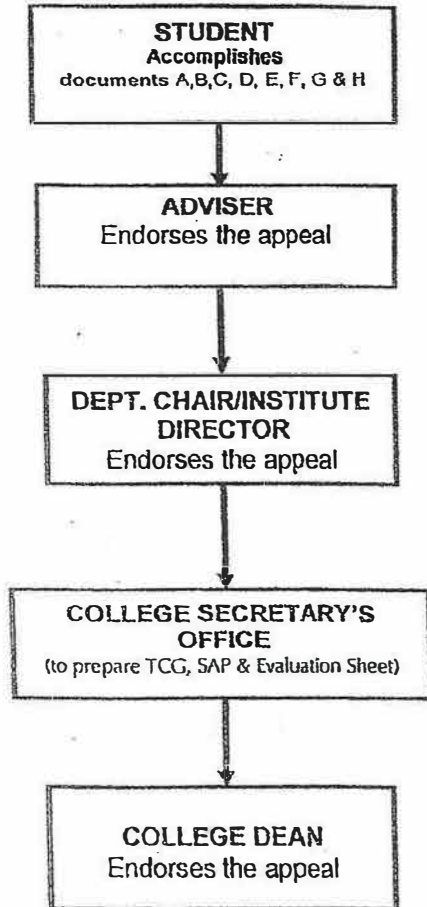 STUDENT
Accomplishes
documents A,B,C, D, E, F, G & H
ADVISER
Endorses the appeal
DEPT. CHAIR/INSTITUTE
DIRECTOR
Endorses the appeal
COLLEGE SECRETARY'S
OFFICE
(to prepare TCG, SAP & Evaluation Sheet)
COLLEGE DEAN
Endorses the appeal